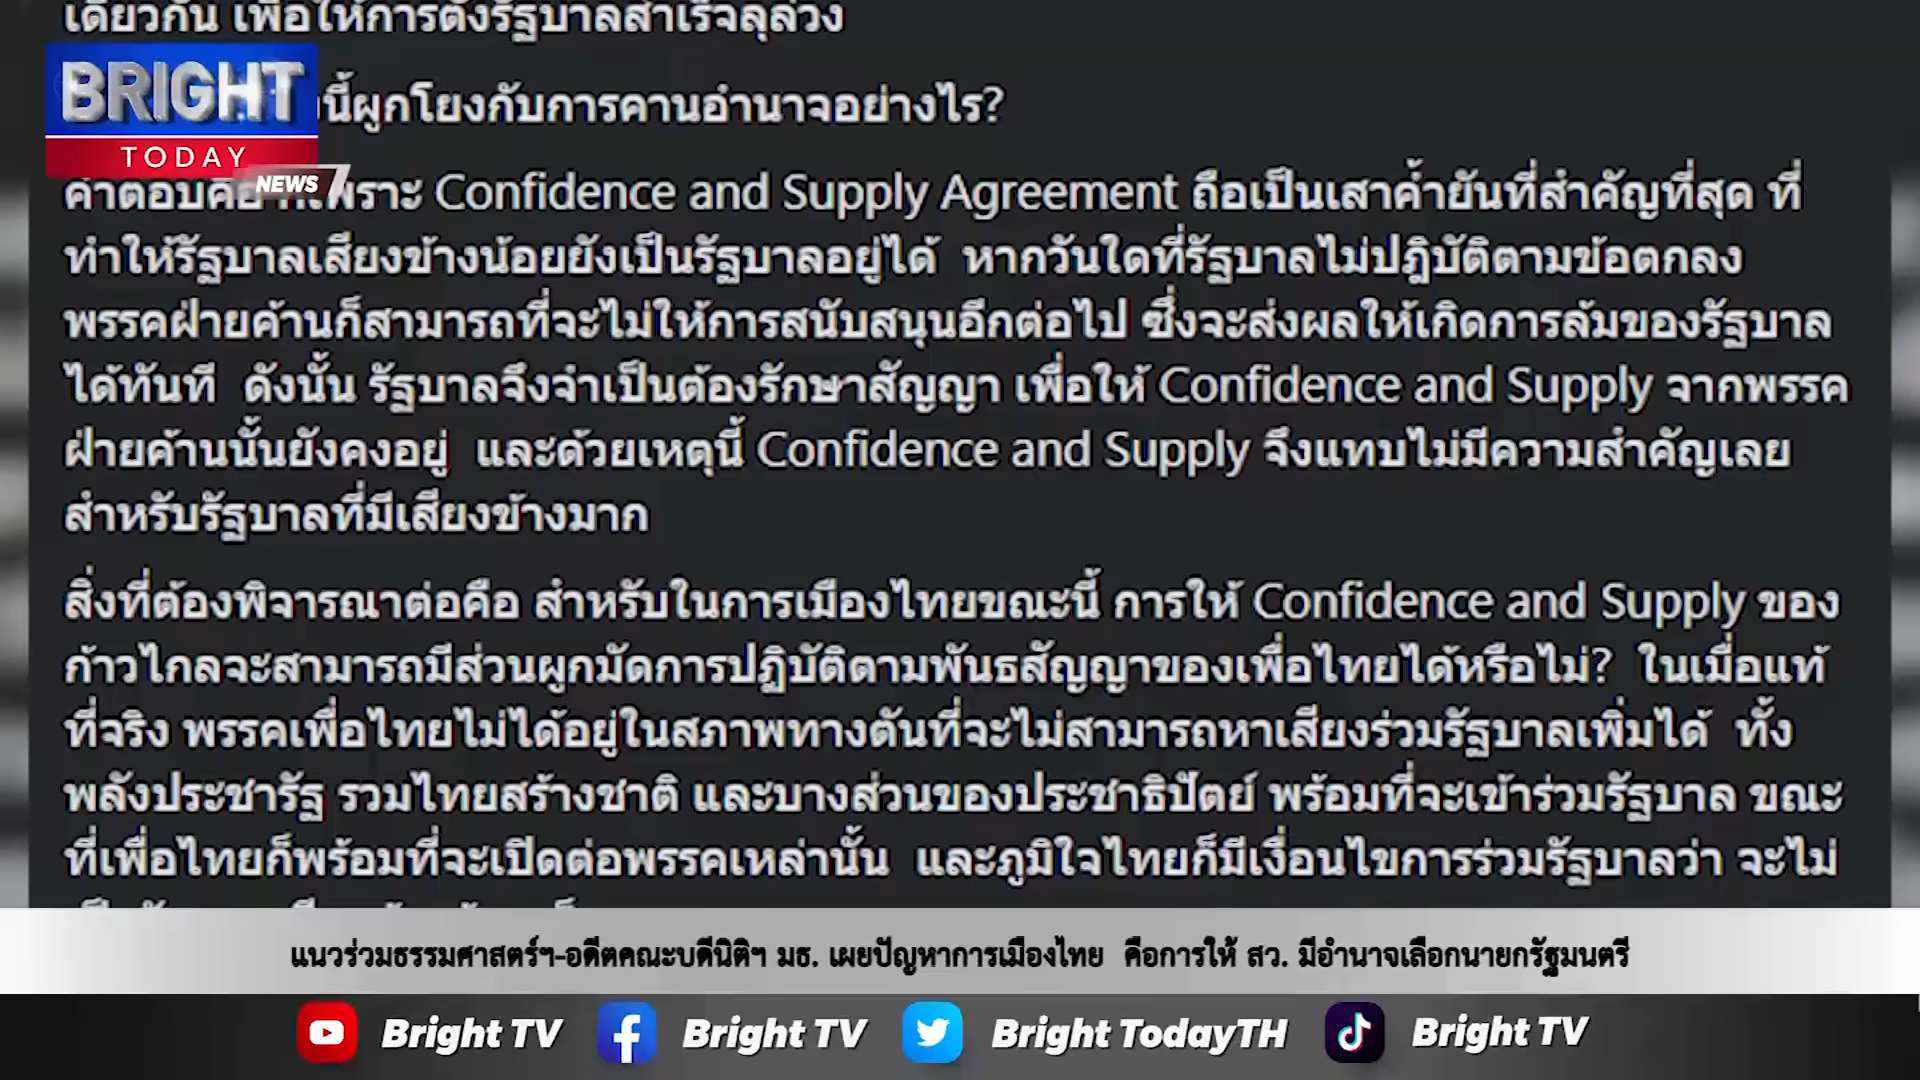 เดียวกัน เพื่อให้การตั้งรัฐบาลสำเร็จลุล่วง
BRIGHT
TODAY
NEWS
นี้ผูกโยงกับการคานอำนาจอย่างไร?
คำตอบคือ ก็เพราะ Confidence and Supply Agreement ถือเป็นเสาค้ำยันที่สำคัญที่สุด ที่
ทำให้รัฐบาลเสียงข้างน้อยยังเป็นรัฐบาลอยู่ได้ หากวันใดที่รัฐบาลไม่ปฏิบัติตามข้อตกลง
พรรคฝ่ายค้านก็สามารถที่จะไม่ให้การสนับสนุนอีกต่อไป ซึ่งจะส่งผลให้เกิดการล้มของรัฐบาล
ได้ทันที ดังนั้น รัฐบาลจึงจำเป็นต้องรักษาสัญญา เพื่อให้ Confidence and Supply จากพรรค
ฝ่ายค้านนั้นยังคงอยู่ และด้วยเหตุนี้ Confidence and Supply จึงแทบไม่มีความสำคัญเลย
สำหรับรัฐบาลที่มีเสียงข้างมาก
สิ่งที่ต้องพิจารณาต่อคือ สำหรับในการเมืองไทยขณะนี้ การให้ Confidence and Supply ของ
ก้าวไกลจะสามารถมีส่วนผูกมัดการปฏิบัติตามพันธสัญญาของเพื่อไทยได้หรือไม่? ในเมื่อแท้
ที่จริง พรรคเพื่อไทยไม่ได้อยู่ในสภาพทางตันที่จะไม่สามารถหาเสียงร่วมรัฐบาลเพิ่มได้ ทั้ง
พลังประชารัฐ รวมไทยสร้างชาติ และบางส่วนของประชาธิปัตย์ พร้อมที่จะเข้าร่วมรัฐบาล ขณะ
ที่เพื่อไทยก็พร้อมที่จะเปิดต่อพรรคเหล่านั้น และภูมิใจไทยก็มีเงื่อนไขการร่วมรัฐบาลว่า จะไม่
แนวร่วมธรรมศาสตร์ฯ-อดีตคณะบดีนิติฯ มธ. เผยปัญหาการเมืองไทย คือการให้ สว. มีอำนาจเลือกนายกรัฐมนตรี
Bright TV Bright TV Bright TodayTH Bright TV